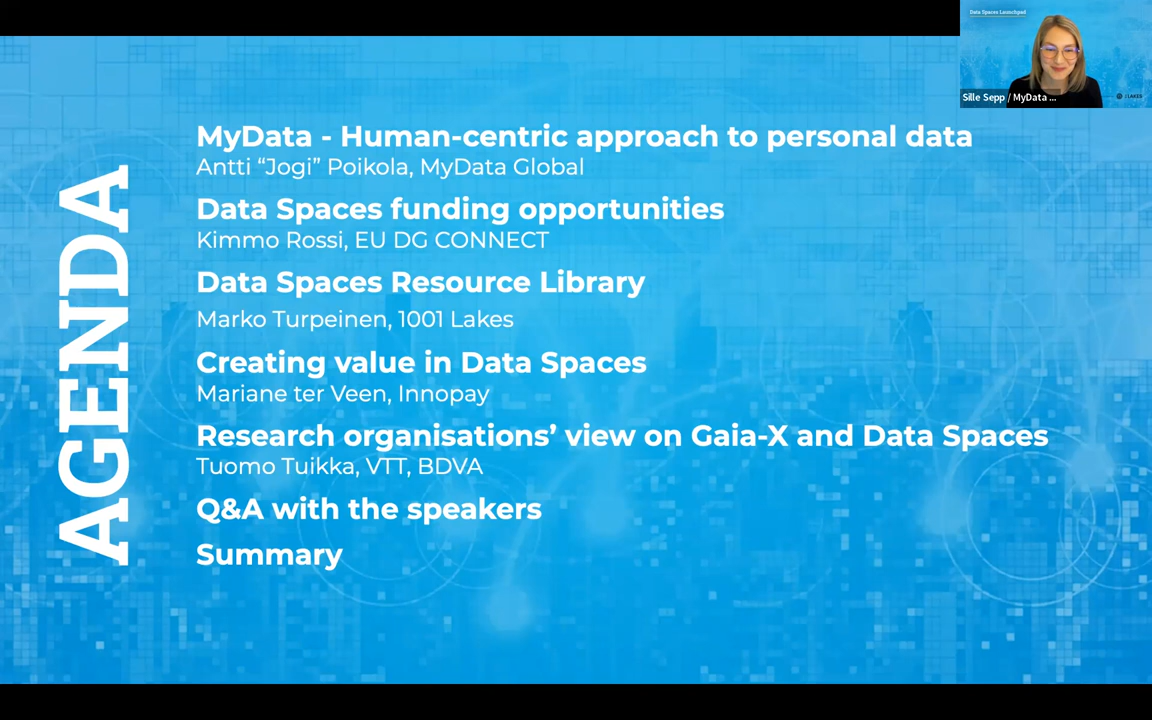 Data Spaces Launchpad
Sille Sepp / MyData ...
AGENDA
MyData - Human-centric approach to personal data
Antti “Jogi” Poikola, MyData Global
Data Spaces funding opportunities
Kimmo Rossi, EU DG CONNECT
Data Spaces Resource Library
Marko Turpeinen, 1001 Lakes
Creating value in Data Spaces
Mariane ter Veen, Innopay
Research organisations’ view on Gaia-X and Data Spaces
Tuomo Tuikka, VTT, BDVA
Q&A with the speakers
Summary